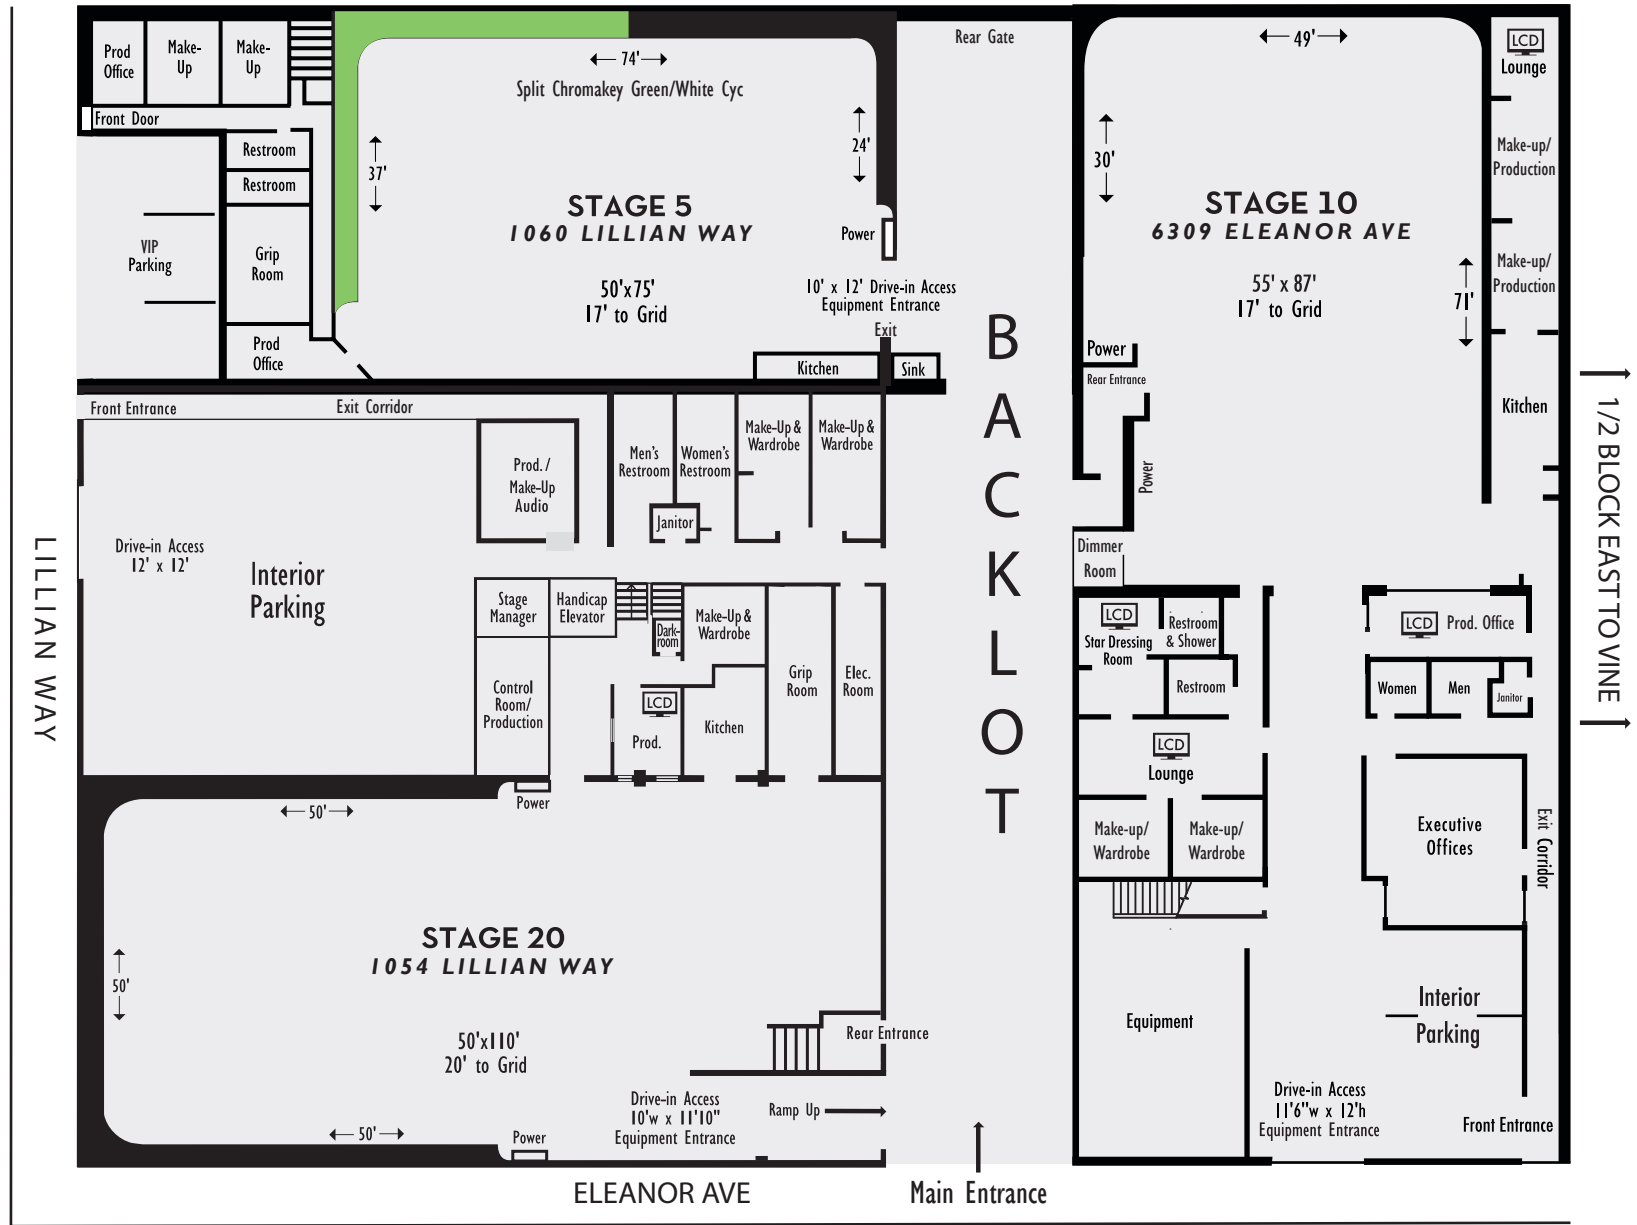 Prod
Office
Make-
Up
Make-
Up
Front Door
Restroom
Restroom
VIP
Parking
Grip
Room
Prod
Office
74'
Split Chromakey Green/White Cyc
37'
24'
STAGE 5
1060 LILLIAN WAY
Power
50'x75'
17' to Grid
10' x 12' Drive-in Access
Equipment Entrance
Exit
Kitchen
Sink
Rear Gate
BACKLOT
49'
30'
STAGE 10
6309 ELEANOR AVE
55' x 87'
17' to Grid
71'
Power
Rear Entrance
Power
Dimmer
Room
LCD
Lounge
Make-up/
Production
Make-up/
Production
Kitchen
1/2 BLOCK EAST TO VINE
Front Entrance
Exit Corridor
Prod./
Make-Up
Audio
Men's
Restroom
Women's
Restroom
Janitor
Make-Up &
Wardrobe
Make-Up &
Wardrobe
LILLIAN WAY
Drive-in Access
12' x 12'
Interior
Parking
Stage
Manager
Handicap
Elevator
Dark-
room
Make-Up &
Wardrobe
Control
Room/
Production
LCD
Prod.
Kitchen
Grip
Room
Elec.
Room
LCD
Star Dressing
Room
Restroom
& Shower
Restroom
LCD
Lounge
Make-up/
Wardrobe
Make-up/
Wardrobe
LCD
Prod. Office
Women
Men
Janitor
Executive
Offices
Exit Corridor
Power
50'
50'
STAGE 20
1054 LILLIAN WAY
50'x110'
20' to Grid
Rear Entrance
Drive-in Access
10'w x 11'10"
Equipment Entrance
Ramp Up
50'
Power
Equipment
Interior
Parking
Drive-in Access
11'6"w x 12'h
Equipment Entrance
Front Entrance
ELEANOR AVE
Main Entrance